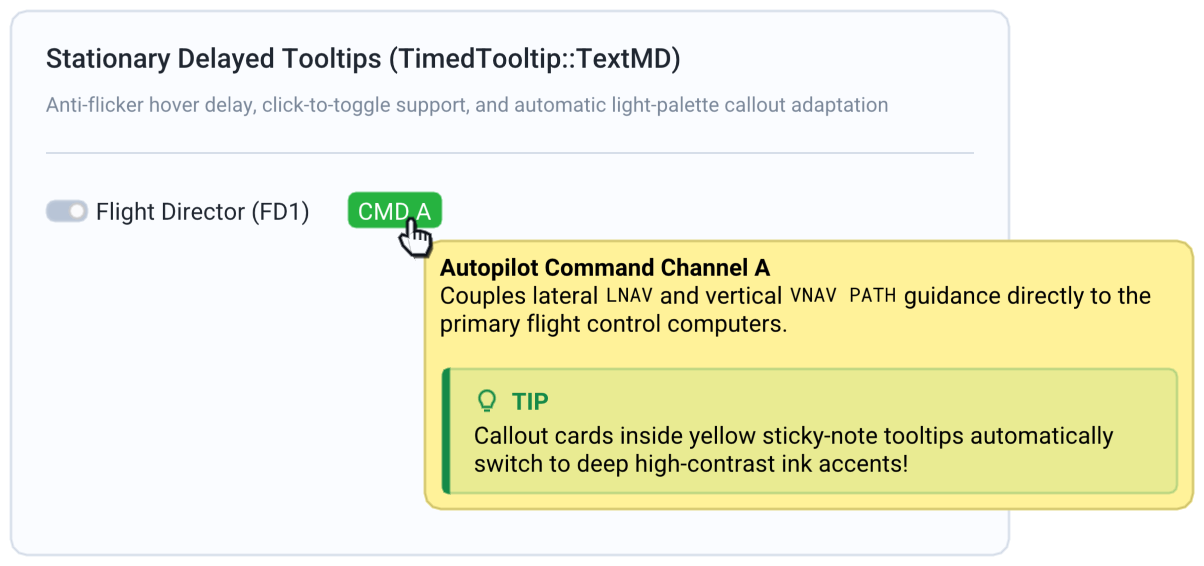 Stationary Delayed Tooltips (TimedTooltip::TextMD)
Anti-flicker hover delay, click-to-toggle support, and automatic light-palette callout adaptation
Flight Director (FD1)
CMD A
Autopilot Command Channel A
Couples lateral LNAV and vertical VNAV PATH guidance directly to the
primary flight control computers.
TIP
Callout cards inside yellow sticky-note tooltips automatically
switch to deep high-contrast ink accents!